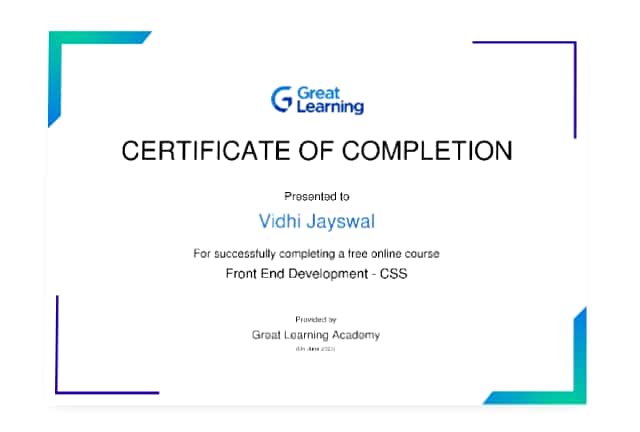 Great
Learning
CERTIFICATE OF COMPLETION
Presented to
Vidhi Jayswal
For successfully completing a free online course
Front End Development - CSS
Provided by
Great Learning Academy